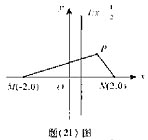 y
l:x=1/2
P
M(-2,0)
O
N(2,0)
x
题(21)图